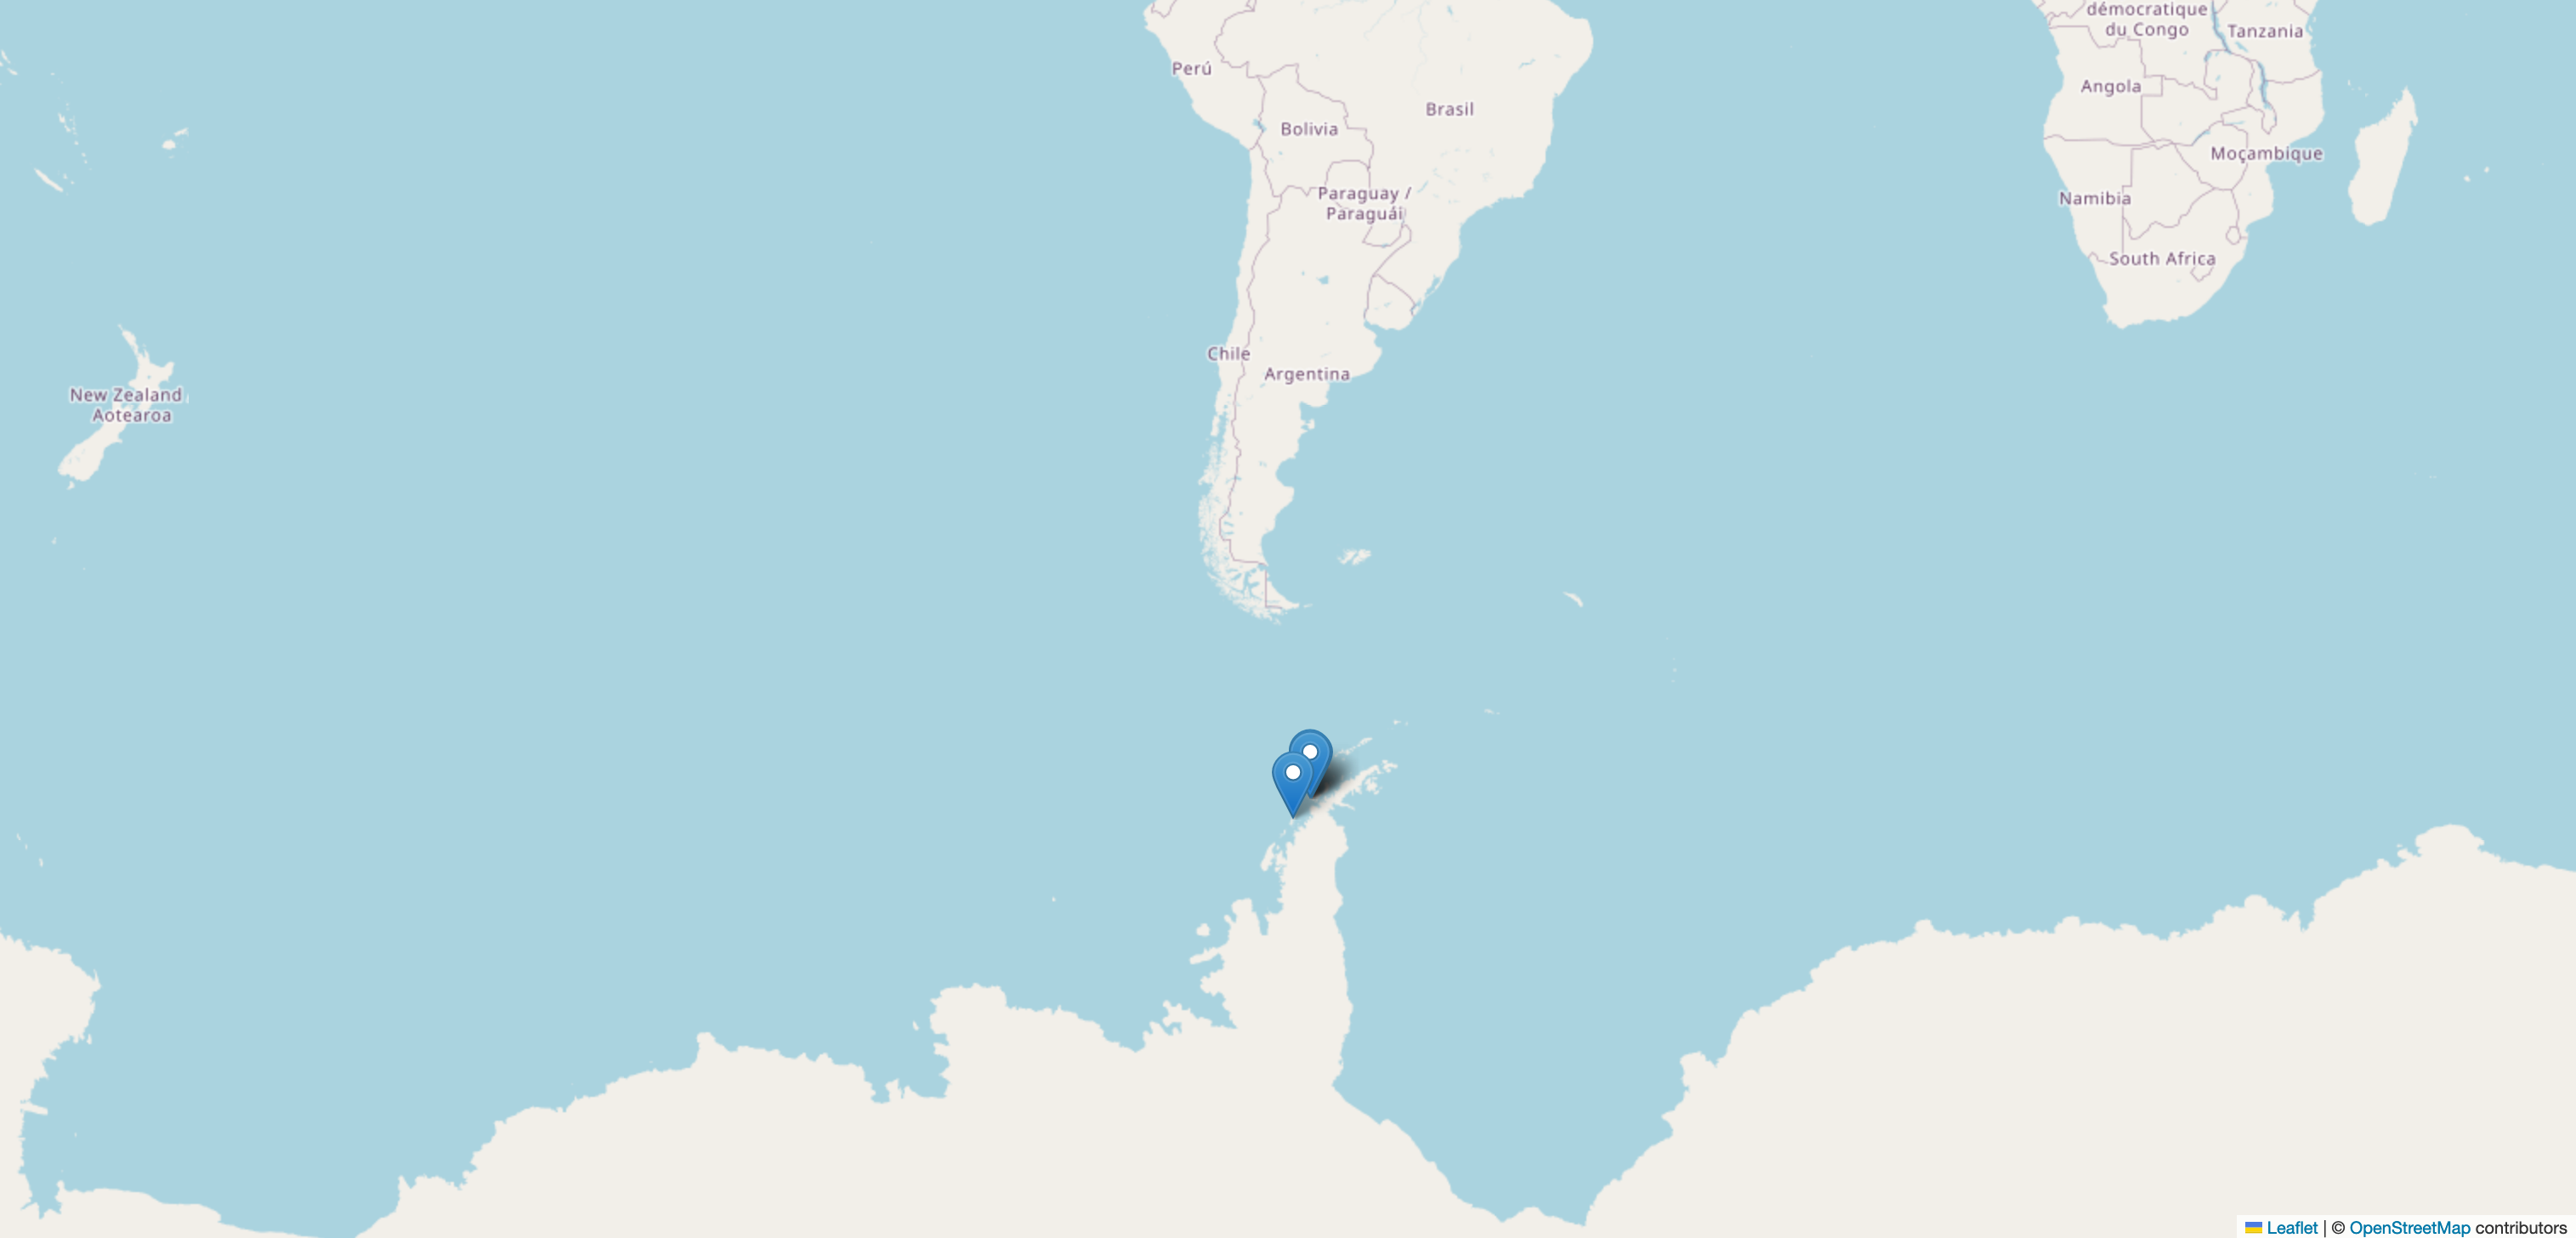 démocratique
du Congo
Tanzania
Perú
Angola
Brasil
Bolivia
Moçambique
Paraguay /
Paraguái
Namibia
South Africa
Chile
Argentina
New Zealand
Aotearoa
Leaflet | © OpenStreetMap contributors